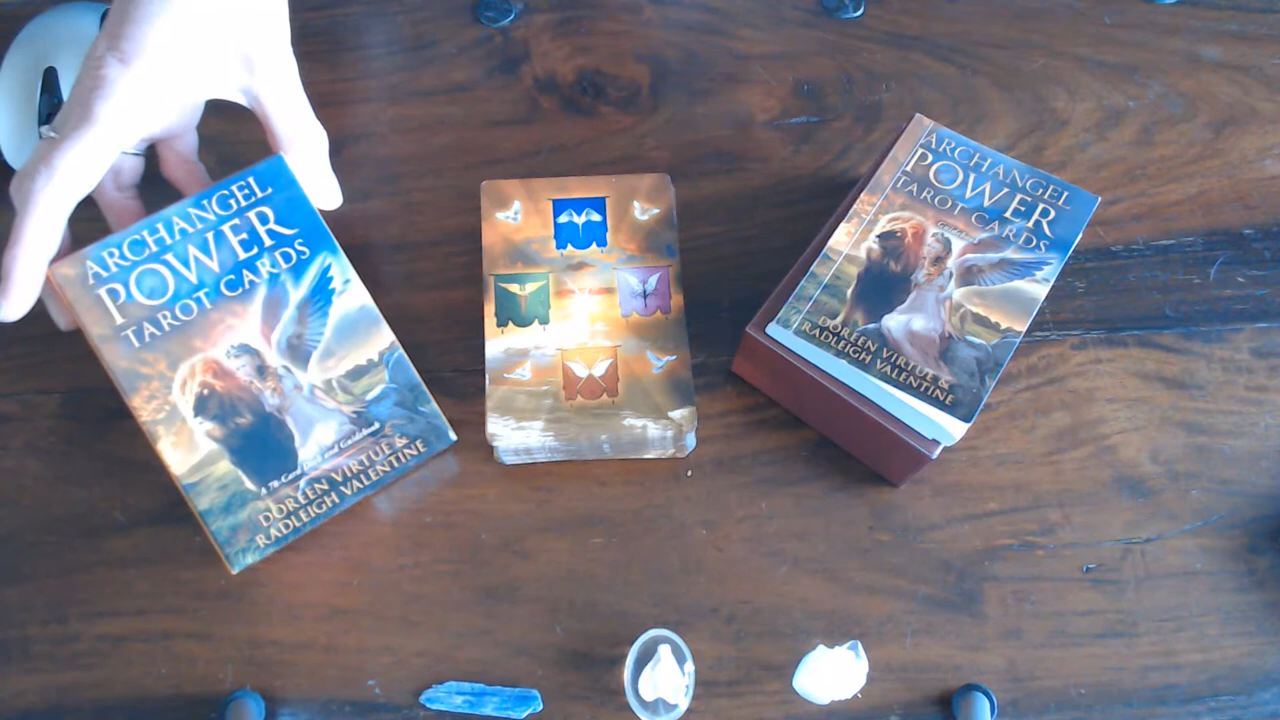 ARCHANGEL
POWER
TAROT CARDS
A 78-Card Deck and Guidebook
DOREEN VIRTUE &
RADLEIGH VALENTINE
ARCHANGEL
POWER
TAROT CARDS
Guidebook
DOREEN VIRTUE &
RADLEIGH VALENTINE